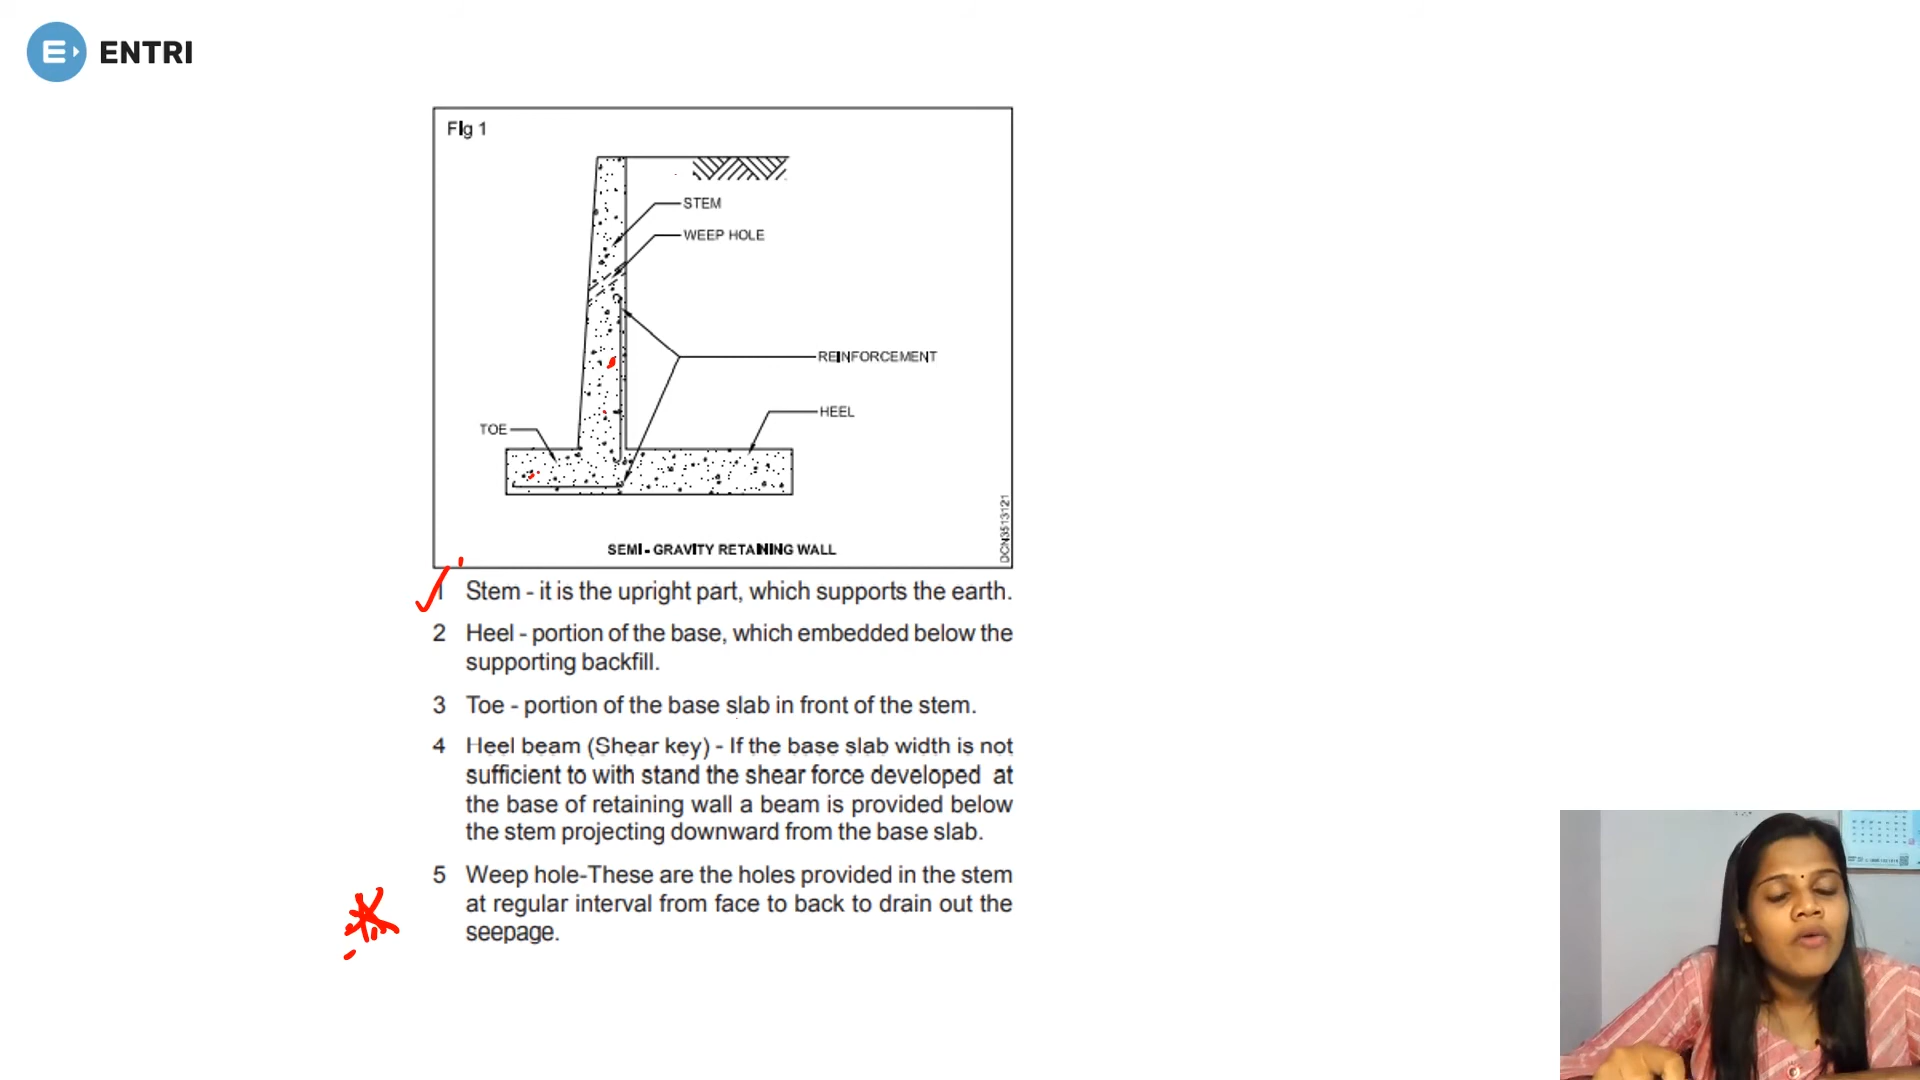 ENTRI
Fig 1
STEM
WEEP HOLE
REINFORCEMENT
HEEL
TOE
DCN3513121
SEMI - GRAVITY RETAINING WALL
1 Stem - it is the upright part, which supports the earth.
2 Heel - portion of the base, which embedded below the
supporting backfill.
3 Toe - portion of the base slab in front of the stem.
4 Heel beam (Shear key) - If the base slab width is not
sufficient to with stand the shear force developed at
the base of retaining wall a beam is provided below
the stem projecting downward from the base slab.
5 Weep hole-These are the holes provided in the stem
at regular interval from face to back to drain out the
seepage.